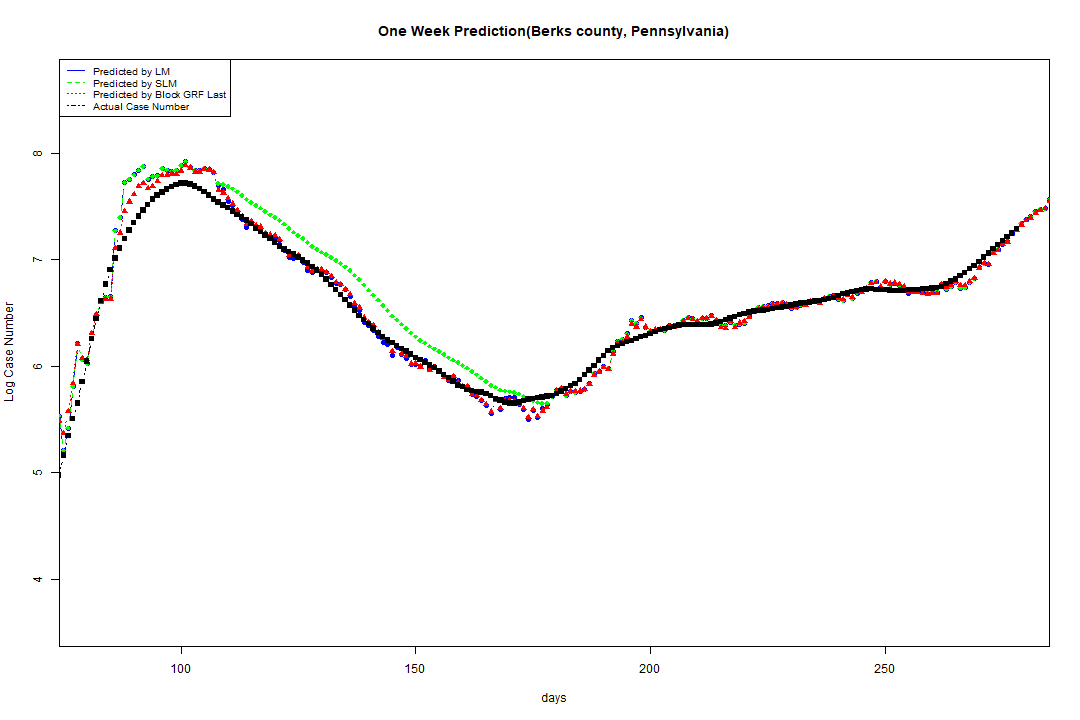 One Week Prediction(Berks county, Pennsylvania)
Predicted by LM
Predicted by SLM
Predicted by Block GRF Last
Actual Case Number
8
7
6
5
4
Log Case Number
100 150 200 250
days